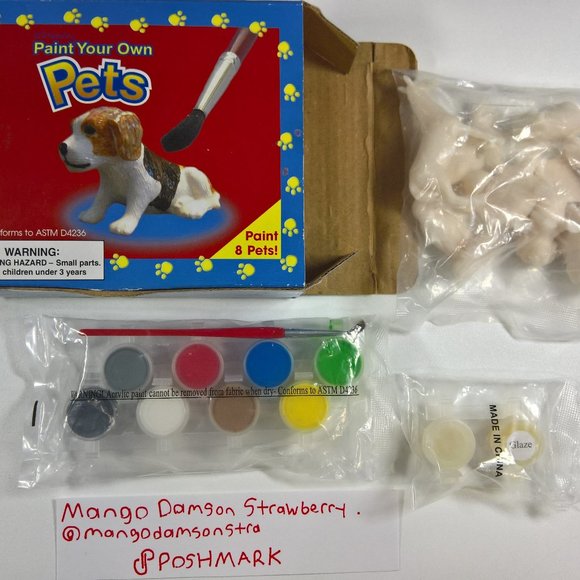 Paint Your Own
Pets
forms to ASTM D4236
WARNING:
NG HAZARD – Small parts.
children under 3 years
Paint
8 Pets!
ANING! Acrylic paint cannot be removed from fabric when dry- Conforms to ASTM D4236
MADE IN CHINA
Glaze
Mango Damson Strawberry.
@mangodamsonstra
POSHMARK